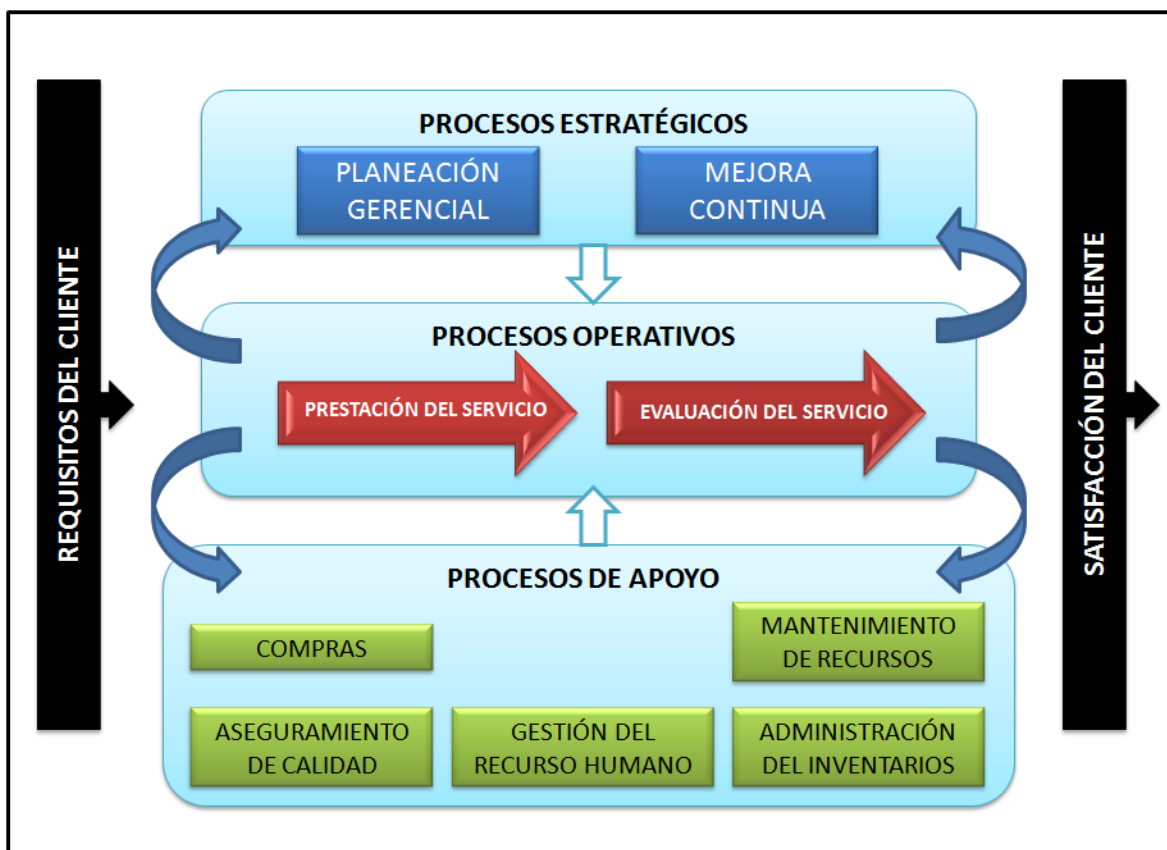 REQUISITOS DEL CLIENTE
PROCESOS ESTRATÉGICOS
PLANEACIÓN
GERENCIAL
MEJORA
CONTINUA
PROCESOS OPERATIVOS
PRESTACIÓN DEL SERVICIO
EVALUACIÓN DEL SERVICIO
PROCESOS DE APOYO
COMPRAS
MANTENIMIENTO
DE RECURSOS
ASEGURAMIENTO
DE CALIDAD
GESTIÓN DEL
RECURSO HUMANO
ADMINISTRACIÓN
DEL INVENTARIOS
SATISFACCIÓN DEL CLIENTE